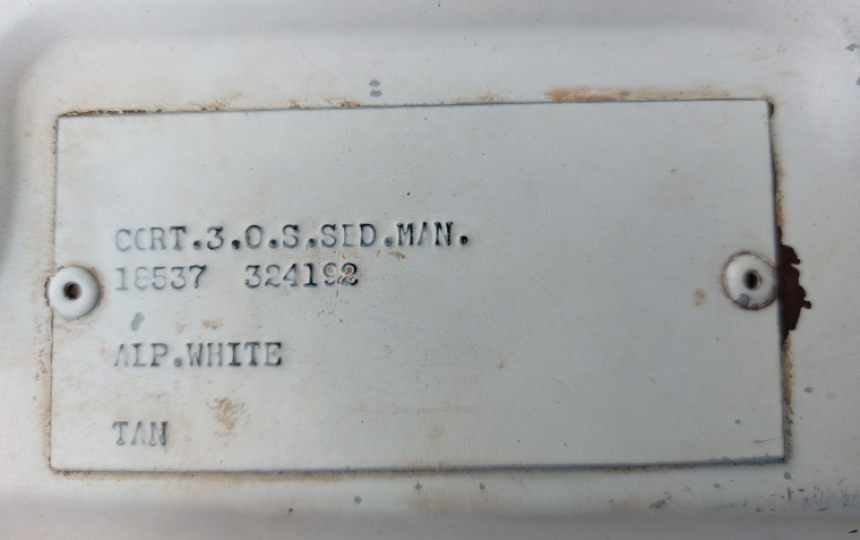 CORT.3.0.S.SED.MAN.
18537 324192
ALP.WHITE
TAN